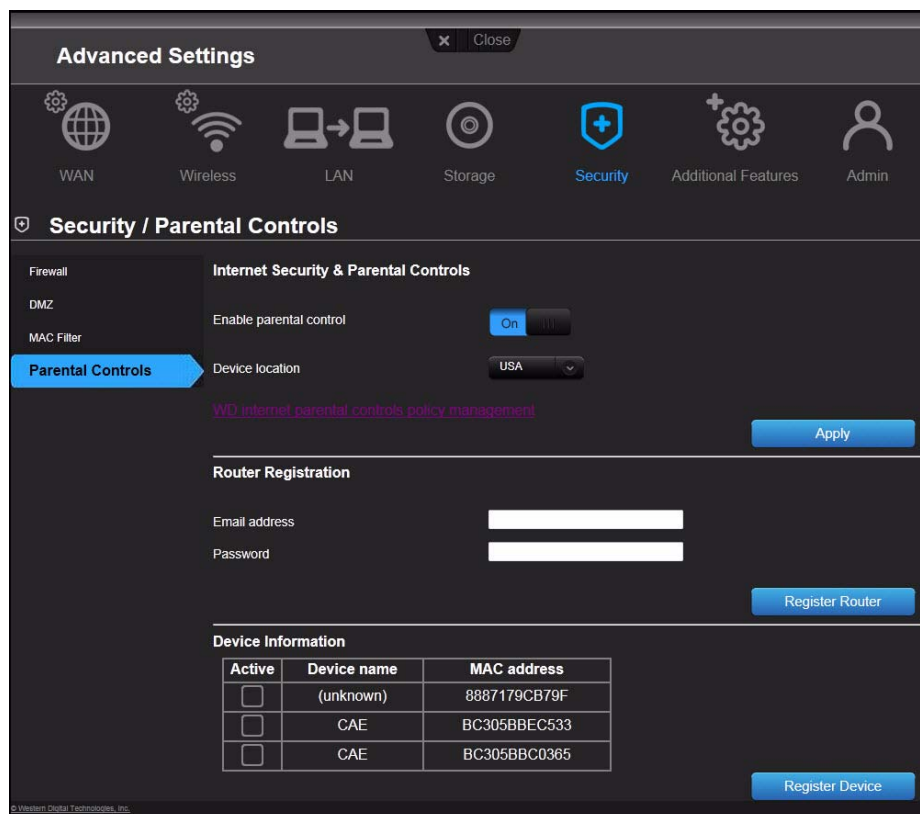 Close
Advanced Settings
WAN
Wireless
LAN
Storage
Security
Additional Features
Admin
Security / Parental Controls
Firewall
DMZ
MAC Filter
Parental Controls
Internet Security & Parental Controls
Enable parental control
On
Device location
USA
WD internet parental controls policy management
Apply
Router Registration
Email address
Password
Register Router
Device Information
Active Device name MAC address
(unknown) 8887179CB79F
CAE BC305BBEC533
CAE BC305BBC0365
Register Device
© Western Digital Technologies, Inc.